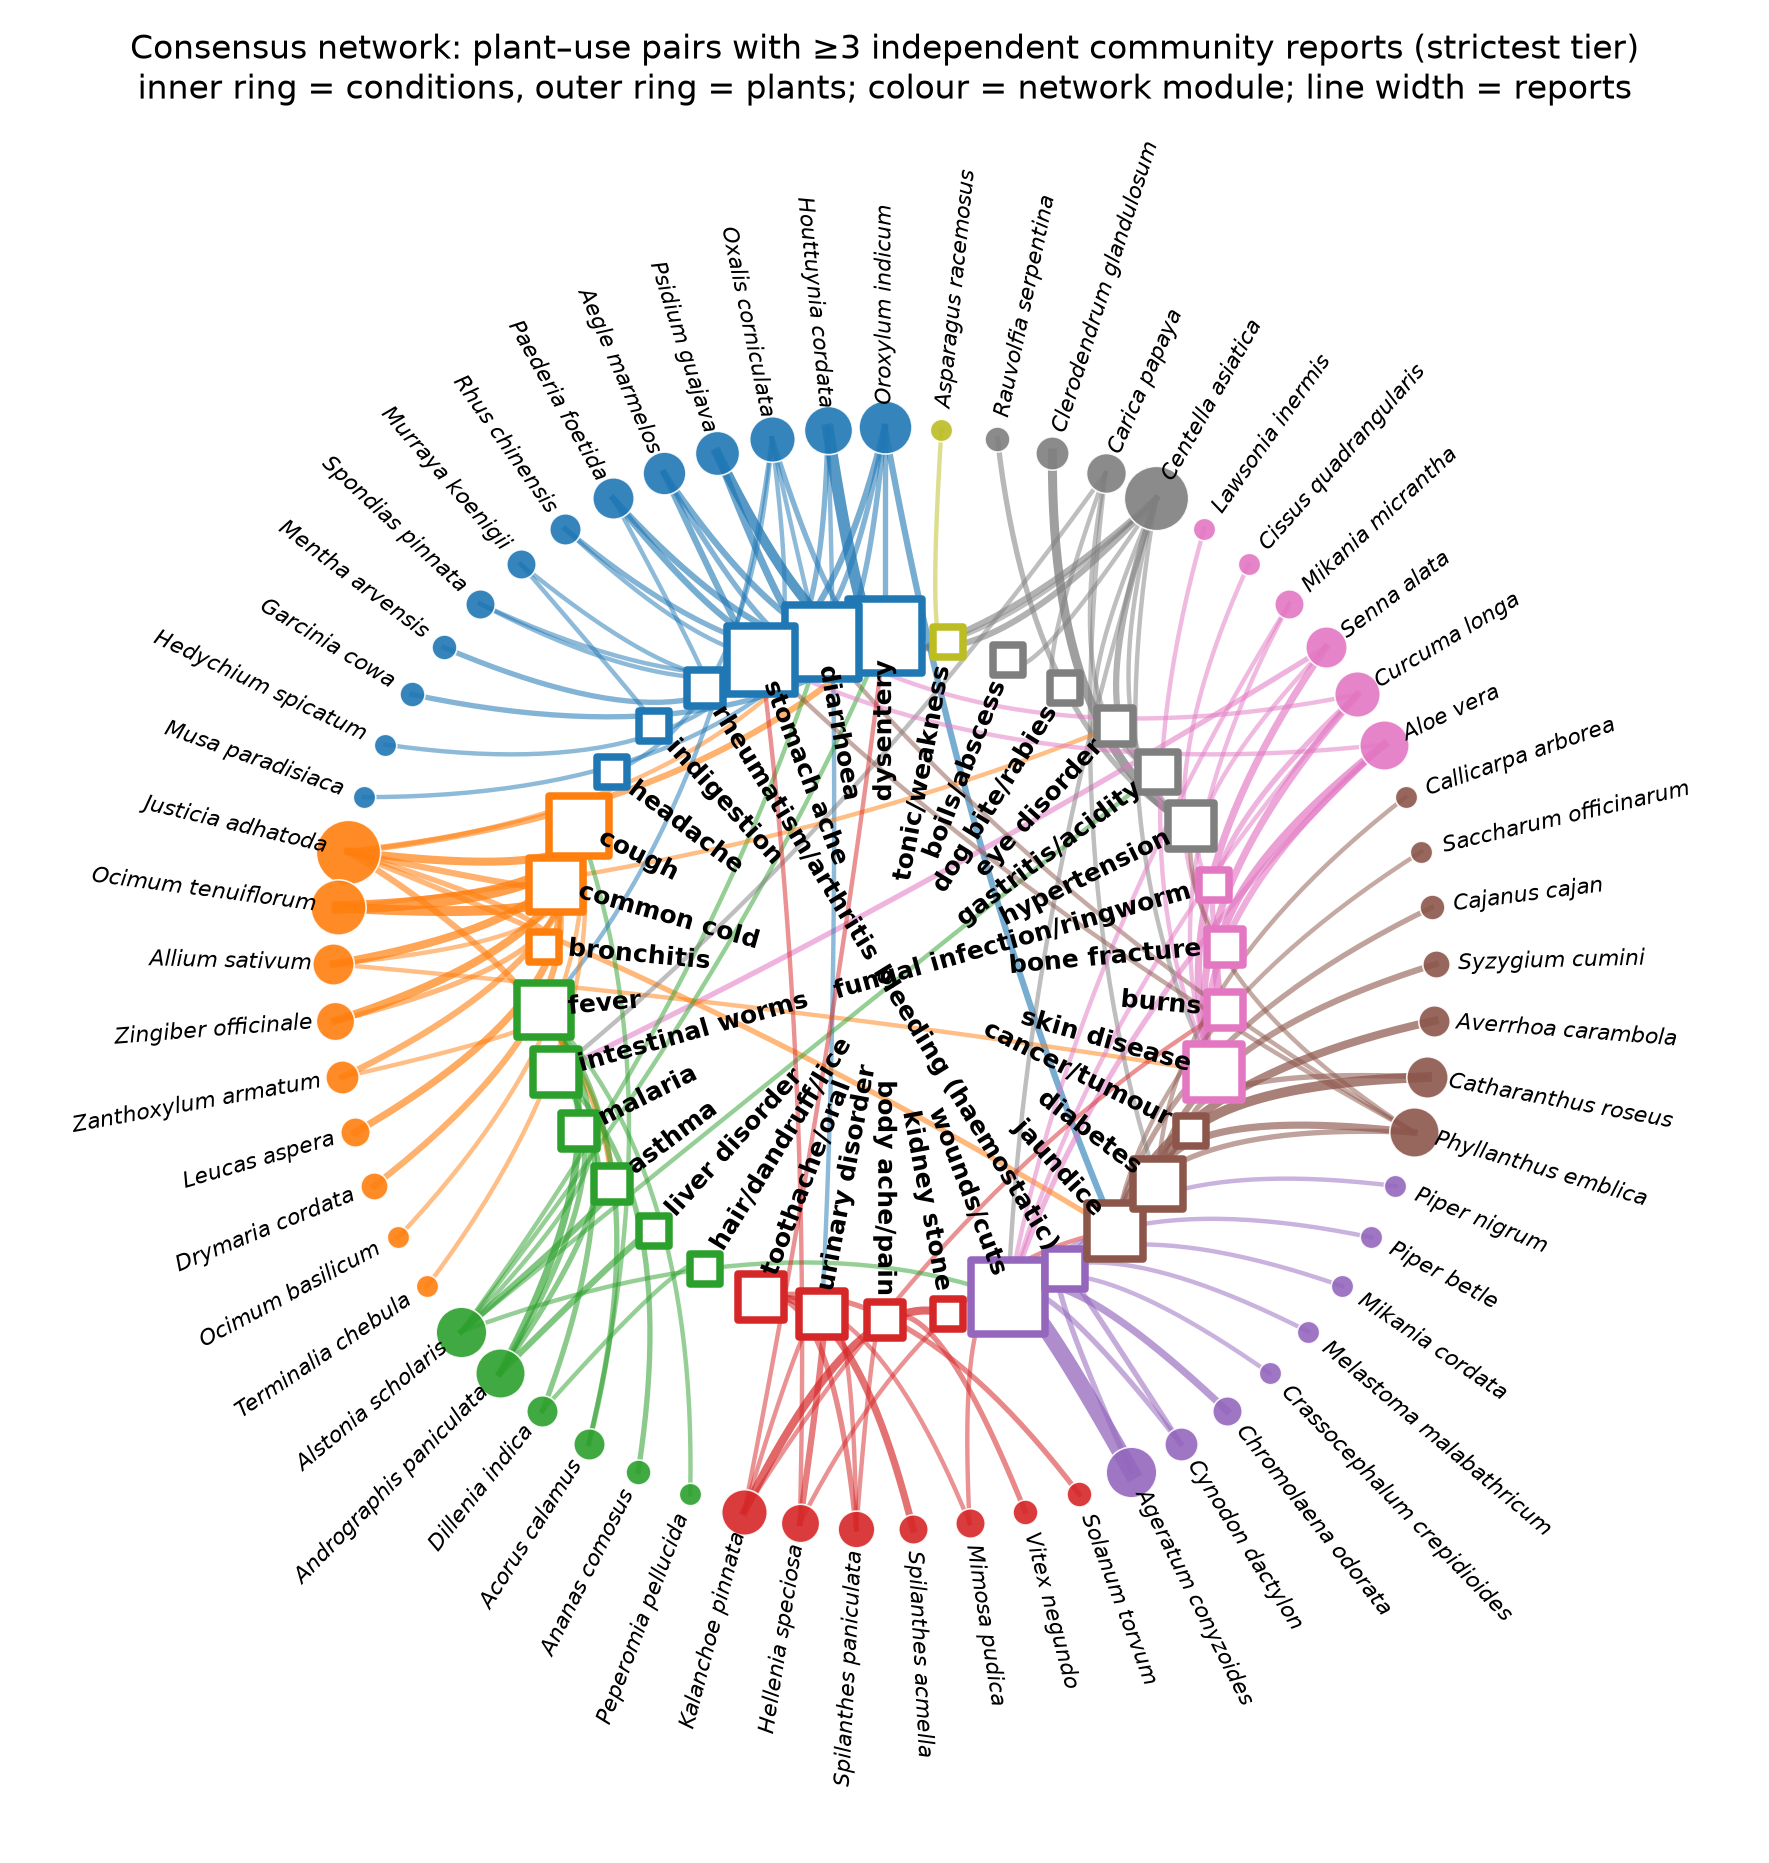 Consensus network: plant–use pairs with ≥3 independent community reports (strictest tier)
inner ring = conditions, outer ring = plants; colour = network module; line width = reports
Asparagus racemosus
Rauvolfia serpentina
Clerodendrum glandulosum
Carica papaya
Centella asiatica
Lawsonia inermis
Cissus quadrangularis
Mikania micrantha
Senna alata
Curcuma longa
Aloe vera
Callicarpa arborea
Saccharum officinarum
Cajanus cajan
Syzygium cumini
Averrhoa carambola
Catharanthus roseus
Phyllanthus emblica
Piper nigrum
Piper betle
Mikania cordata
Melastoma malabathricum
Crassocephalum crepidioides
Chromolaena odorata
Cynodon dactylon
Ageratum conyzoides
Solanum torvum
Vitex negundo
Mimosa pudica
Spilanthes acmella
Spilanthes paniculata
Hellenia speciosa
Kalanchoe pinnata
Peperomia pellucida
Ananas comosus
Acorus calamus
Dillenia indica
Andrographis paniculata
Alstonia scholaris
Terminalia chebula
Ocimum basilicum
Drymaria cordata
Leucas aspera
Zanthoxylum armatum
Zingiber officinale
Allium sativum
Ocimum tenuiflorum
Justicia adhatoda
Musa paradisiaca
Hedychium spicatum
Garcinia cowa
Mentha arvensis
Spondias pinnata
Murraya koenigii
Rhus chinensis
Paederia foetida
Aegle marmelos
Psidium guajava
Oxalis corniculata
Houttuynia cordata
Oroxylum indicum
tonic/weakness
boils/abscess
dog bite/rabies
eye disorder
gastritis/acidity
hypertension
fungal infection/ringworm
bone fracture
burns
skin disease
cancer/tumour
diabetes
jaundice
bleeding (haemostatic)
wounds/cuts
kidney stone
body ache/pain
urinary disorder
toothache/oral
hair/dandruff/lice
liver disorder
asthma
malaria
intestinal worms
fever
bronchitis
common cold
cough
headache
indigestion
rheumatism/arthritis
stomach ache
diarrhoea
dysentery